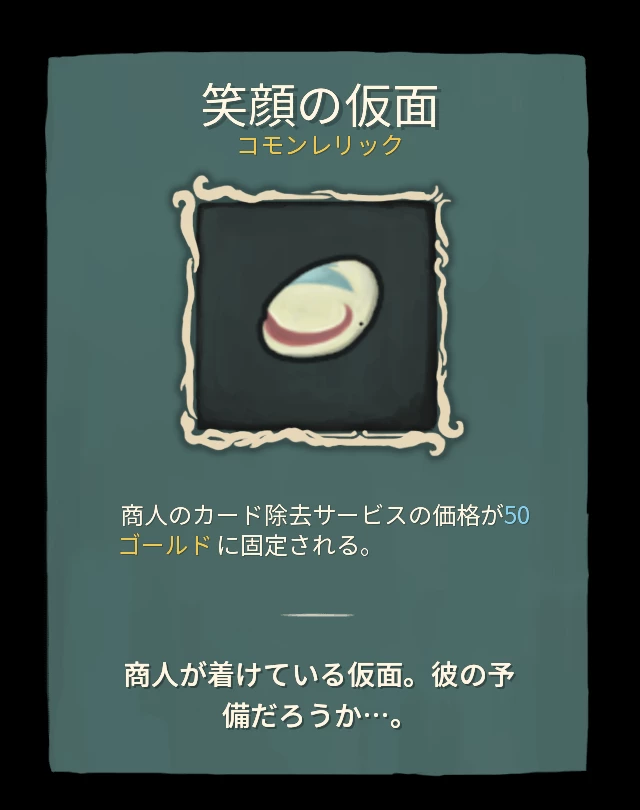 笑顔の仮面
コモンレリック
商人のカード除去サービスの価格が50
ゴールドに固定される。
商人が着けている仮面。彼の予
備だろうか…。